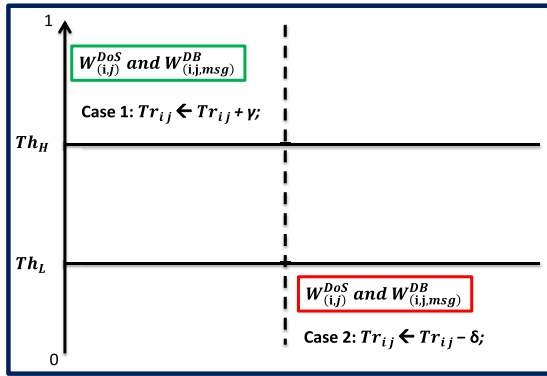 1
W^{DoS}_{(i,j)} and W^{DB}_{(i,j,msg)}
Case 1: Tr_{ij} ← Tr_{ij} + γ;
Th_H
Th_L
W^{DoS}_{(i,j)} and W^{DB}_{(i,j,msg)}
Case 2: Tr_{ij} ← Tr_{ij} – δ;
0